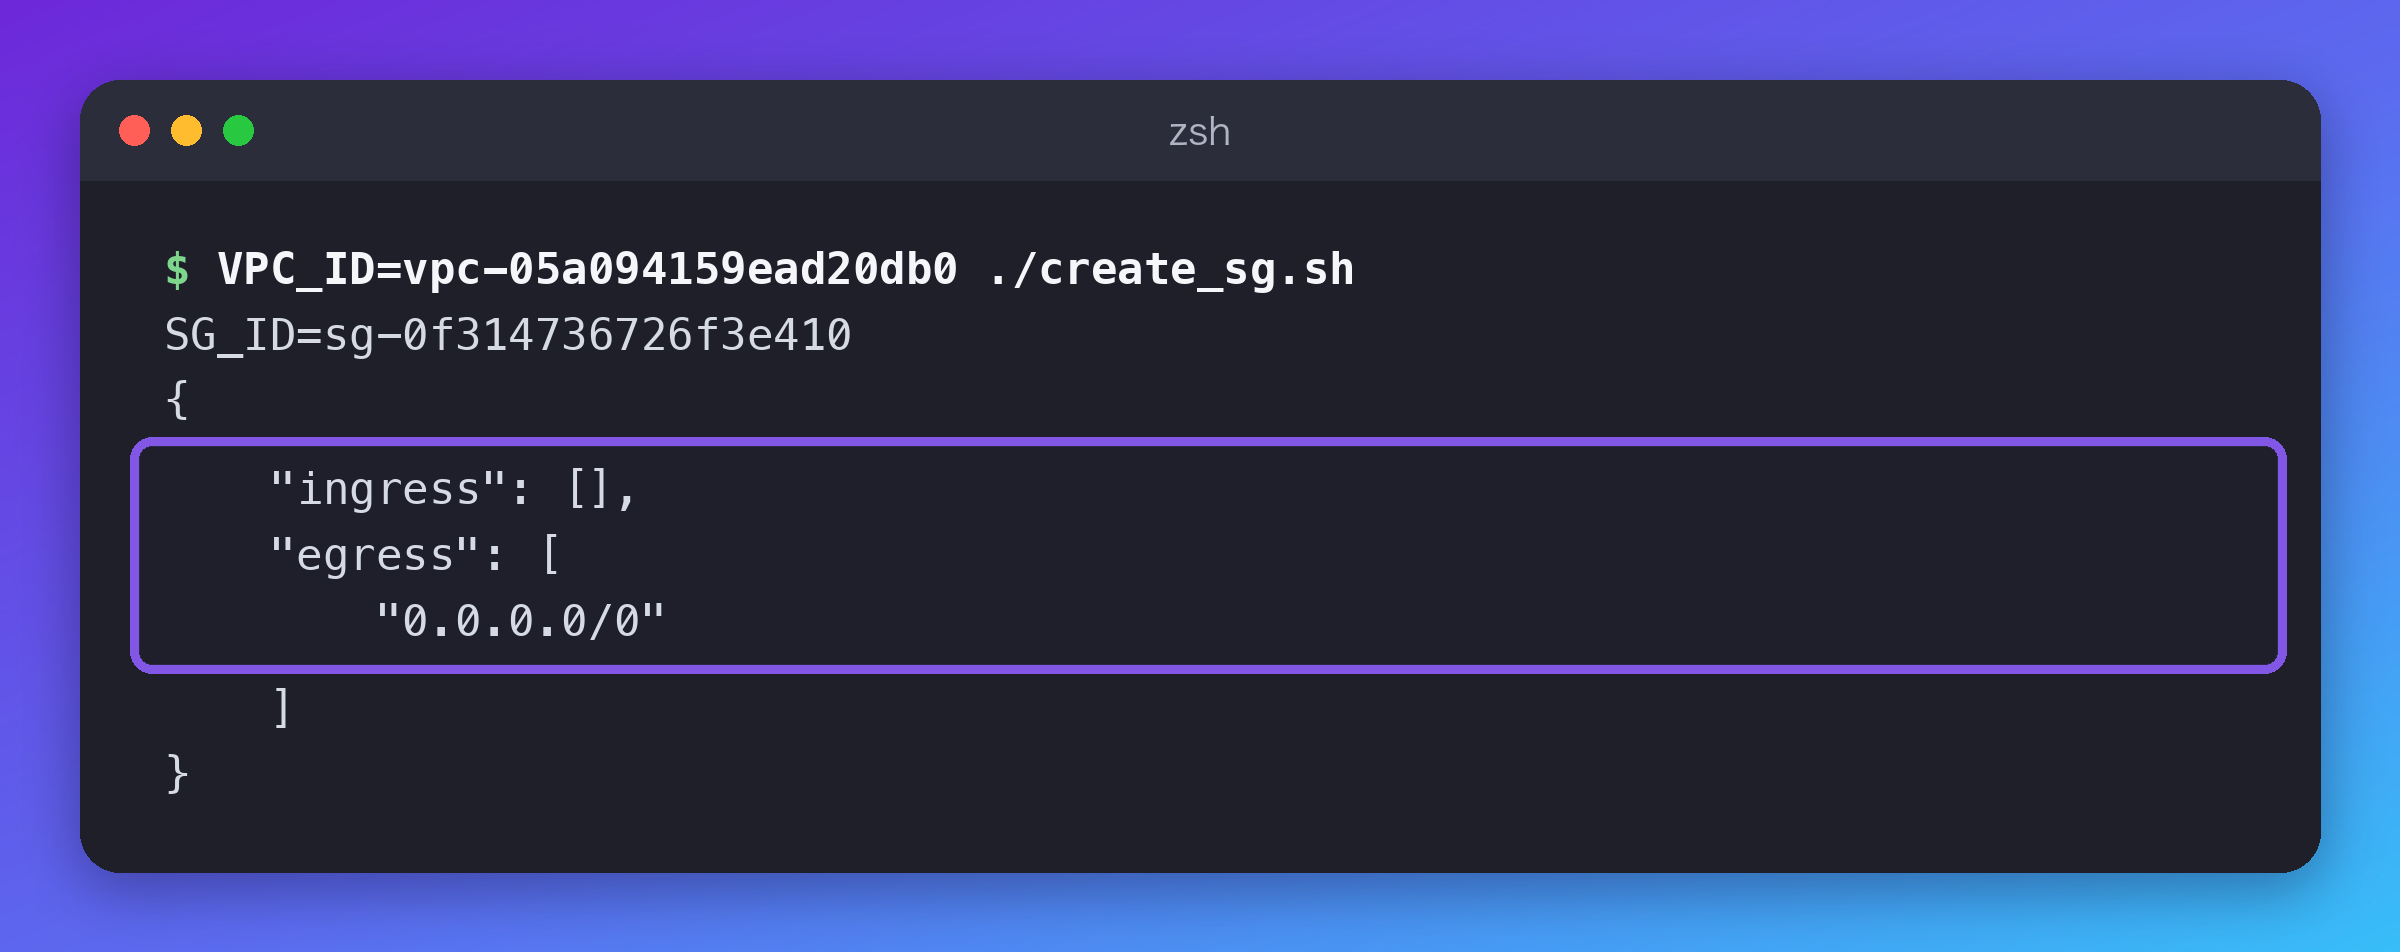 zsh
$ VPC_ID=vpc-05a094159ead20db0 ./create_sg.sh
SG_ID=sg-0f314736726f3e410
{
    "ingress": [],
    "egress": [
        "0.0.0.0/0"
    ]
}